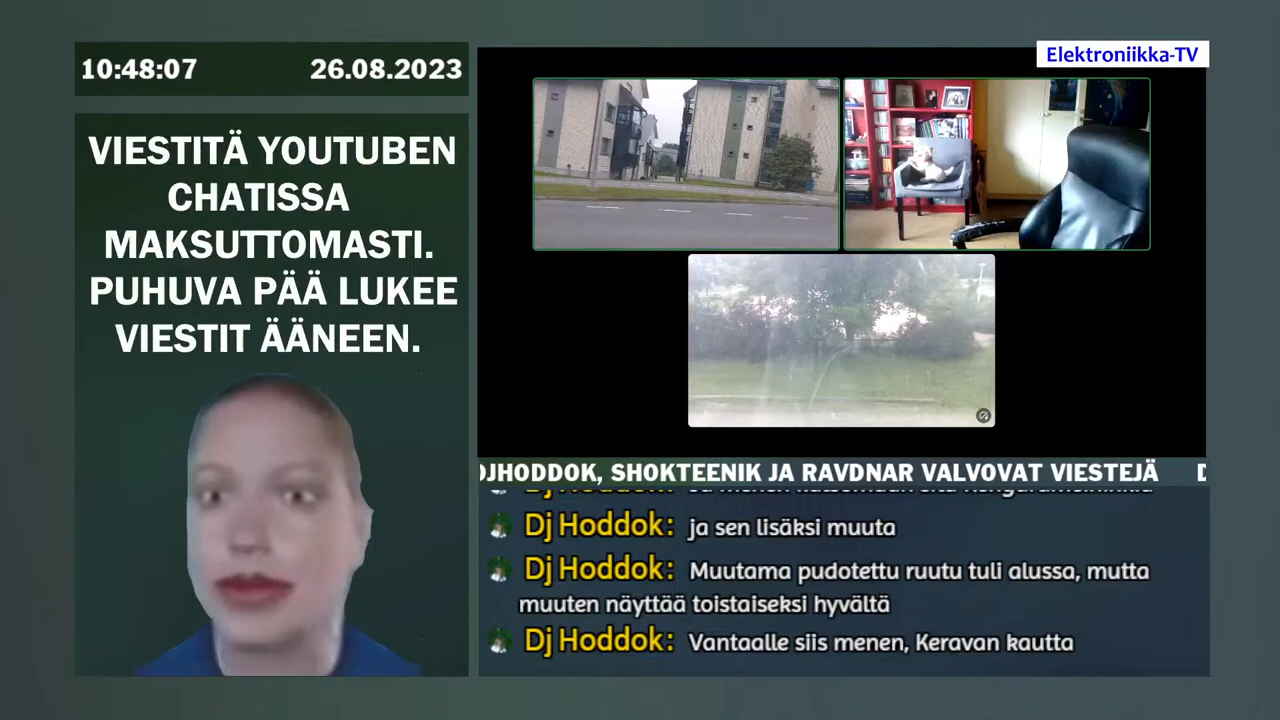 10:48:07 26.08.2023
Elektroniikka-TV
VIESTITÄ YOUTUBEN
CHATISSA
MAKSUTTOMASTI.
PUHUVA PÄÄ LUKEE
VIESTIT ÄÄNEEN.
DJHODDOK, SHOKTEENIK JA RAVDNAR VALVOVAT VIESTEJÄ
Dj Hoddok:
Dj Hoddok: ja sen lisäksi muuta
Dj Hoddok: Muutama pudotettu ruutu tuli alussa, mutta
muuten näyttää toistaiseksi hyvältä
Dj Hoddok: Vantaalle siis menen, Keravan kautta